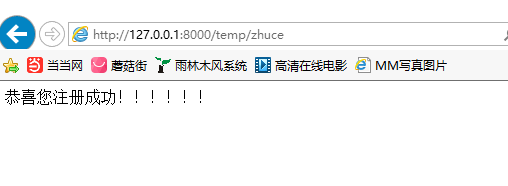 http://127.0.0.1:8000/temp/zhuce
当当网 蘑菇街 雨林木风系统 高清在线电影 MM写真图片
恭喜您注册成功！！！！！！